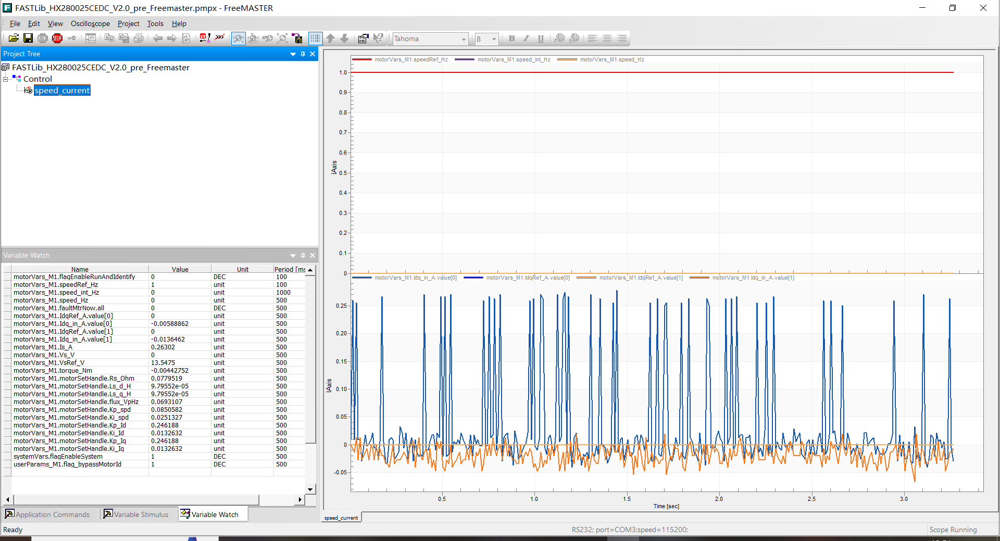 FASTLib_HX280025CEDC_V2.0_pre_Freemaster.pmpx - FreeMASTER
File Edit View Oscilloscope Project Tools Help
Tahoma 8 B I U
Project Tree
FASTLib_HX280025CEDC_V2.0_pre_Freemaster
Control
speed_current
Variable Watch
Name Value Unit Period [ms
motorVars_M1.flagEnableRunAndIdentify 0 DEC 100
motorVars_M1.speedRef_Hz 1 unit 100
motorVars_M1.speed_int_Hz 0 unit 1000
motorVars_M1.speed_Hz 0 unit 500
motorVars_M1.faultMtrNow.all 0 DEC 500
motorVars_M1.IdqRef_A.value[0] 0 unit 500
motorVars_M1.Idq_in_A.value[0] -0.00588862 unit 500
motorVars_M1.IdqRef_A.value[1] 0 unit 500
motorVars_M1.Idq_in_A.value[1] -0.0136462 unit 500
motorVars_M1.Is_A 0.26302 unit 500
motorVars_M1.Vs_V 0 unit 500
motorVars_M1.VsRef_V 13.5475 unit 500
motorVars_M1.torque_Nm -0.00442752 unit 500
motorVars_M1.motorSetHandle.Rs_Ohm 0.0779519 unit 500
motorVars_M1.motorSetHandle.Ls_d_H 9.79552e-05 unit 500
motorVars_M1.motorSetHandle.Ls_q_H 9.79552e-05 unit 500
motorVars_M1.motorSetHandle.flux_VpHz 0.0693107 unit 500
motorVars_M1.motorSetHandle.Kp_spd 0.0850582 unit 500
motorVars_M1.motorSetHandle.Ki_spd 0.0251327 unit 500
motorVars_M1.motorSetHandle.Kp_Id 0.246188 unit 500
motorVars_M1.motorSetHandle.Ki_Id 0.0132632 unit 500
motorVars_M1.motorSetHandle.Kp_Iq 0.246188 unit 500
motorVars_M1.motorSetHandle.Ki_Iq 0.0132632 unit 500
systemVars.flagEnableSystem 1 DEC 500
userParams_M1.flag_bypassMotorId 1 DEC 500
Application Commands Variable Stimulus Variable Watch
motorVars_M1.speedRef_Hz motorVars_M1.speed_int_Hz motorVars_M1.speed_Hz
1.0
0.9
0.8
0.7
0.6
0.5
0.4
0.3
0.2
0.1
0
lAxis
motorVars_M1.Idq_in_A.value[0] motorVars_M1.IdqRef_A.value[0] motorVars_M1.IdqRef_A.value[1] motorVars_M1.Idq_in_A.value[1]
0.25
0.20
0.15
0.10
0.05
0
-0.05
lAxis
0.5 1.0 1.5 2.0 2.5 3.0
Time [sec]
speed_current
Ready
RS232; port=COM3;speed=115200;
Scope Running